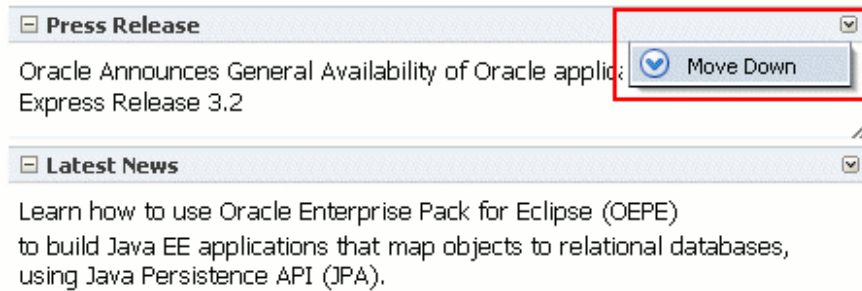 Press Release
Move Down
Oracle Announces General Availability of Oracle
Express Release 3.2
Latest News
Learn how to use Oracle Enterprise Pack for Eclipse (OEPE)
to build Java EE applications that map objects to relational databases,
using Java Persistence API (JPA).